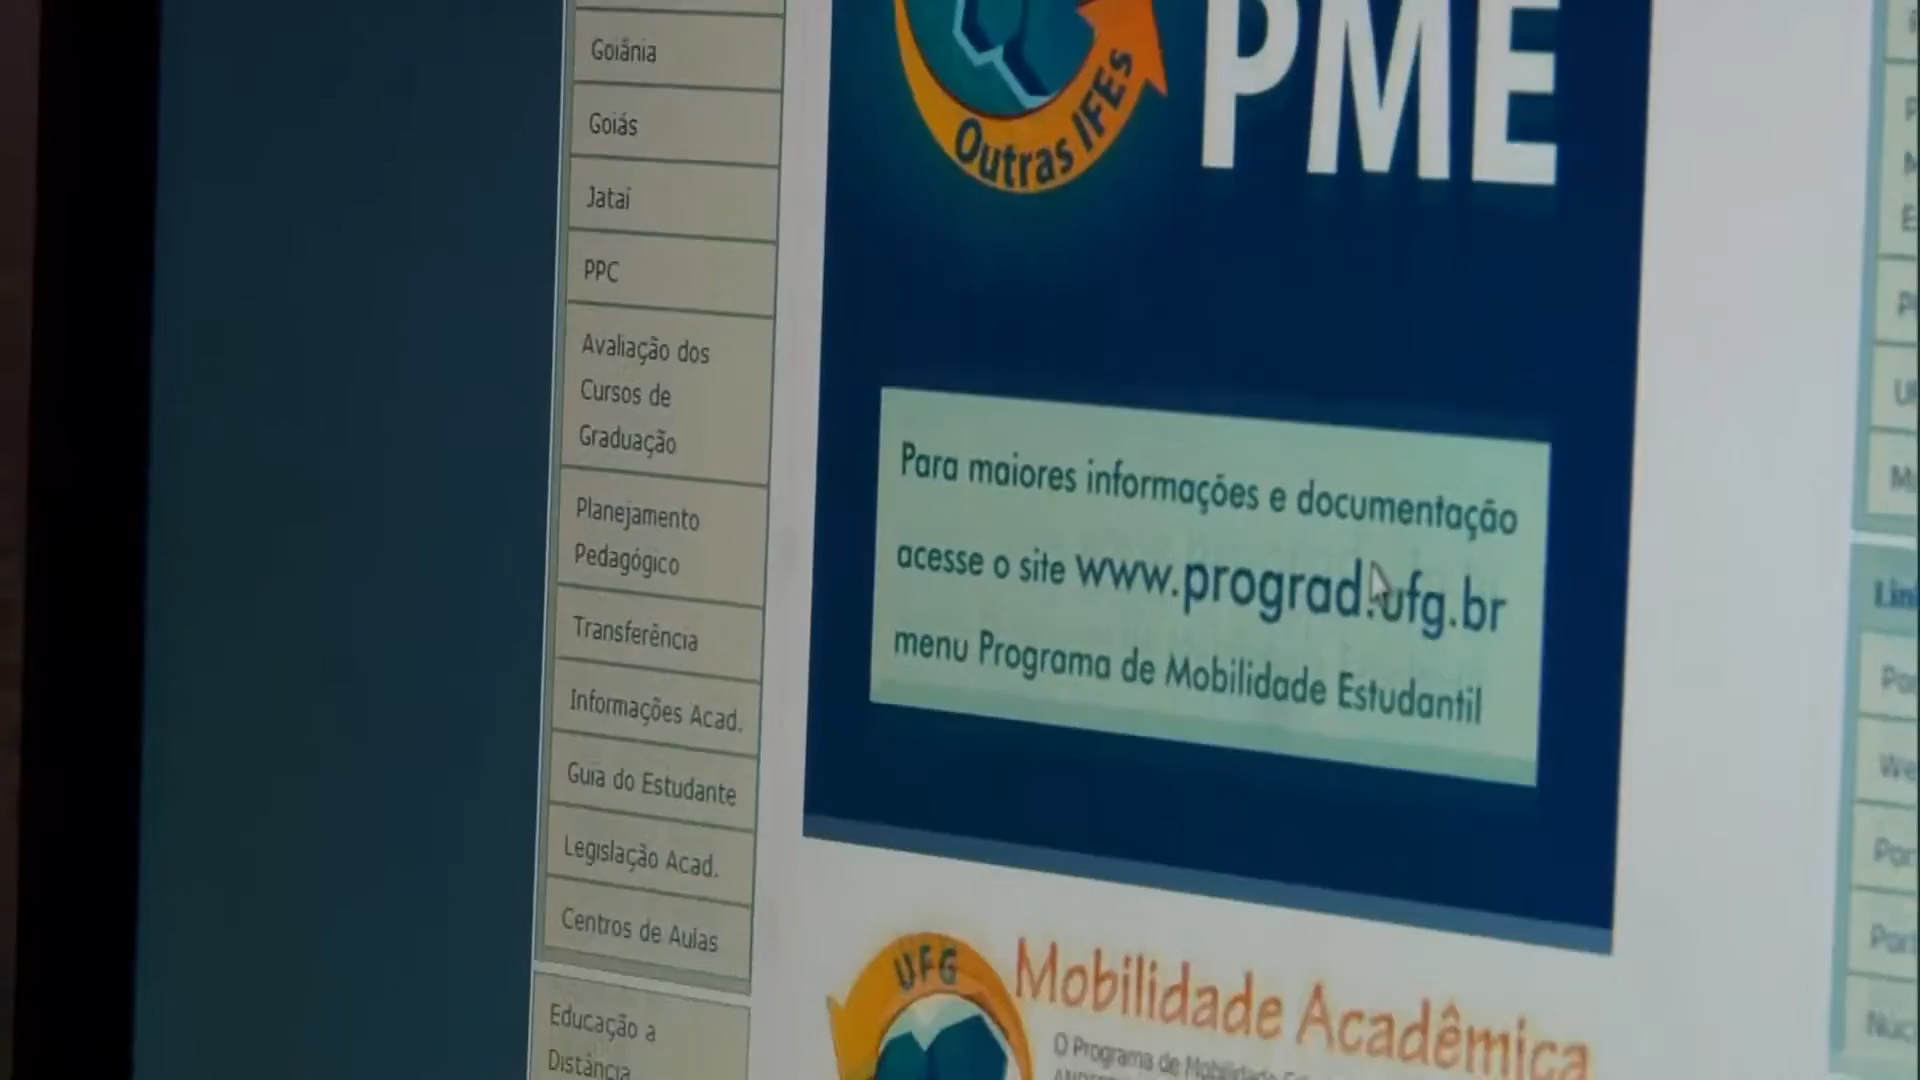 Goiânia
Goiás
Jataí
PPC
Avaliação dos
Cursos de
Graduação
Planejamento
Pedagógico
Transferência
Informações Acad.
Guia do Estudante
Legislação Acad.
Centros de Aulas
Educação a
Distância
Outras IFES
PME
Para maiores informações e documentação
acesse o site www.prograd.ufg.br
menu Programa de Mobilidade Estudantil
UFG
Mobilidade Acadêmica
O Programa de Mobilidade